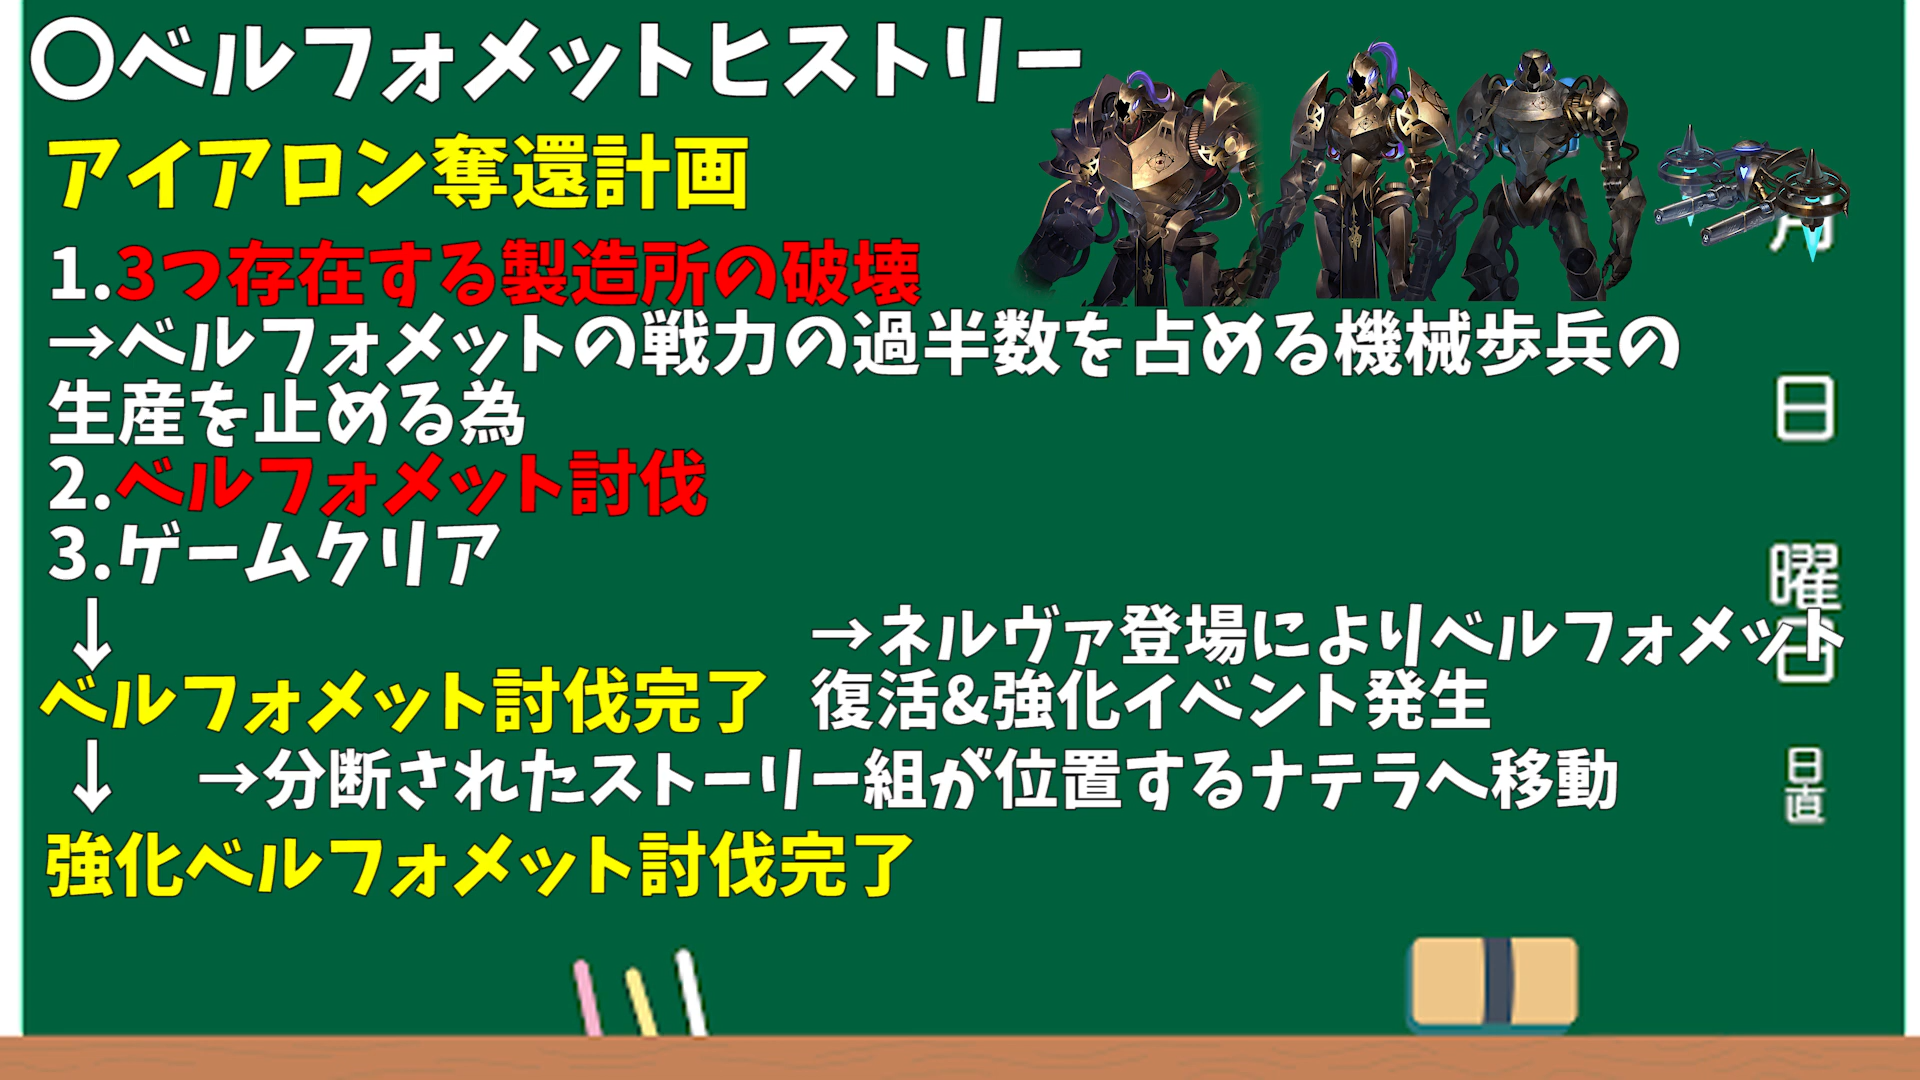 〇ベルフォメットヒストリー
アイアロン奪還計画
1.3つ存在する製造所の破壊
→ベルフォメットの戦力の過半数を占める機械歩兵の
生産を止める為
2.ベルフォメット討伐
3.ゲームクリア
↓
→ネルヴァ登場によりベルフォメット
復活&強化イベント発生
ベルフォメット討伐完了
↓ →分断されたストーリー組が位置するナテラへ移動
強化ベルフォメット討伐完了
月
日
曜
日
日直